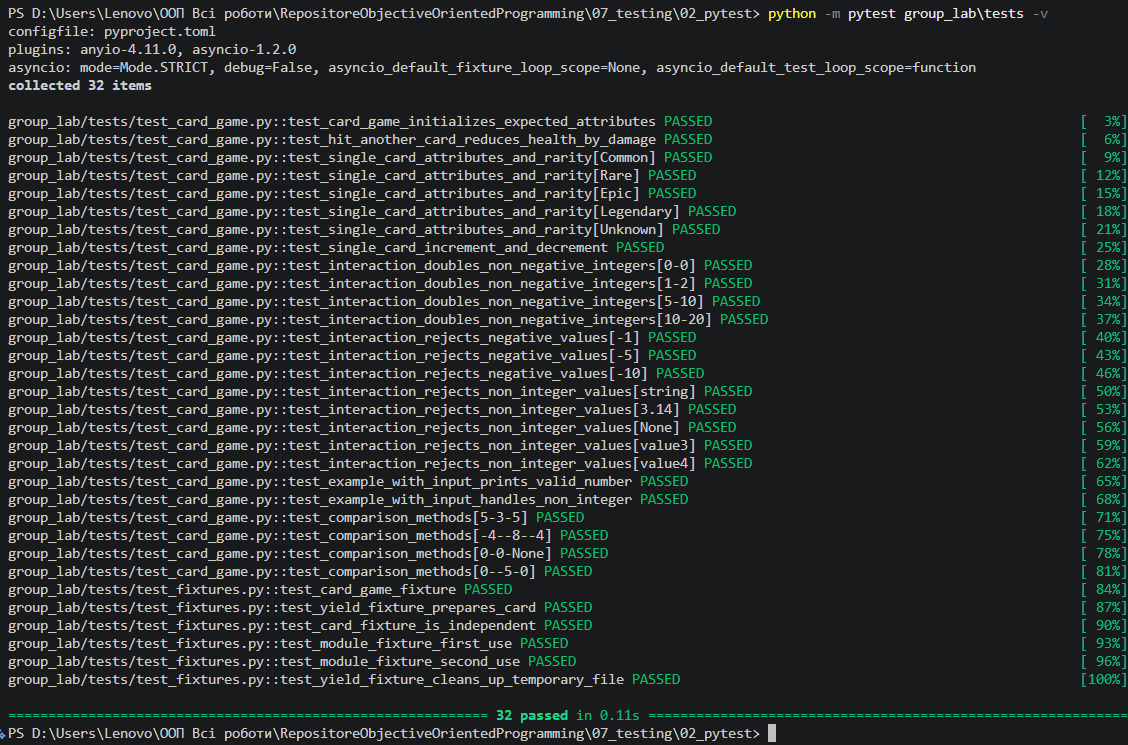 PS D:\Users\Lenovo\ООП Всі роботи\RepositoreObjectiveOrientedProgramming\07_testing\02_pytest> python -m pytest group_lab\tests -v
configfile: pyproject.toml
plugins: anyio-4.11.0, asyncio-1.2.0
asyncio: mode=Mode.STRICT, debug=False, asyncio_default_fixture_loop_scope=None, asyncio_default_test_loop_scope=function
collected 32 items
group_lab/tests/test_card_game.py::test_card_game_initializes_expected_attributes PASSED [  3%]
group_lab/tests/test_card_game.py::test_hit_another_card_reduces_health_by_damage PASSED [  6%]
group_lab/tests/test_card_game.py::test_single_card_attributes_and_rarity[Common] PASSED [  9%]
group_lab/tests/test_card_game.py::test_single_card_attributes_and_rarity[Rare] PASSED [ 12%]
group_lab/tests/test_card_game.py::test_single_card_attributes_and_rarity[Epic] PASSED [ 15%]
group_lab/tests/test_card_game.py::test_single_card_attributes_and_rarity[Legendary] PASSED [ 18%]
group_lab/tests/test_card_game.py::test_single_card_attributes_and_rarity[Unknown] PASSED [ 21%]
group_lab/tests/test_card_game.py::test_single_card_increment_and_decrement PASSED [ 25%]
group_lab/tests/test_card_game.py::test_interaction_doubles_non_negative_integers[0-0] PASSED [ 28%]
group_lab/tests/test_card_game.py::test_interaction_doubles_non_negative_integers[1-2] PASSED [ 31%]
group_lab/tests/test_card_game.py::test_interaction_doubles_non_negative_integers[5-10] PASSED [ 34%]
group_lab/tests/test_card_game.py::test_interaction_doubles_non_negative_integers[10-20] PASSED [ 37%]
group_lab/tests/test_card_game.py::test_interaction_rejects_negative_values[-1] PASSED [ 40%]
group_lab/tests/test_card_game.py::test_interaction_rejects_negative_values[-5] PASSED [ 43%]
group_lab/tests/test_card_game.py::test_interaction_rejects_negative_values[-10] PASSED [ 46%]
group_lab/tests/test_card_game.py::test_interaction_rejects_non_integer_values[string] PASSED [ 50%]
group_lab/tests/test_card_game.py::test_interaction_rejects_non_integer_values[3.14] PASSED [ 53%]
group_lab/tests/test_card_game.py::test_interaction_rejects_non_integer_values[None] PASSED [ 56%]
group_lab/tests/test_card_game.py::test_interaction_rejects_non_integer_values[value3] PASSED [ 59%]
group_lab/tests/test_card_game.py::test_interaction_rejects_non_integer_values[value4] PASSED [ 62%]
group_lab/tests/test_card_game.py::test_example_with_input_prints_valid_number PASSED [ 65%]
group_lab/tests/test_card_game.py::test_example_with_input_handles_non_integer PASSED [ 68%]
group_lab/tests/test_card_game.py::test_comparison_methods[5-3-5] PASSED [ 71%]
group_lab/tests/test_card_game.py::test_comparison_methods[-4--8--4] PASSED [ 75%]
group_lab/tests/test_card_game.py::test_comparison_methods[0-0-None] PASSED [ 78%]
group_lab/tests/test_card_game.py::test_comparison_methods[0--5-0] PASSED [ 81%]
group_lab/tests/test_fixtures.py::test_card_game_fixture PASSED [ 84%]
group_lab/tests/test_fixtures.py::test_yield_fixture_prepares_card PASSED [ 87%]
group_lab/tests/test_fixtures.py::test_card_fixture_is_independent PASSED [ 90%]
group_lab/tests/test_fixtures.py::test_module_fixture_first_use PASSED [ 93%]
group_lab/tests/test_fixtures.py::test_module_fixture_second_use PASSED [ 96%]
group_lab/tests/test_fixtures.py::test_yield_fixture_cleans_up_temporary_file PASSED [100%]
============================================================ 32 passed in 0.11s ============================================================
PS D:\Users\Lenovo\ООП Всі роботи\RepositoreObjectiveOrientedProgramming\07_testing\02_pytest>